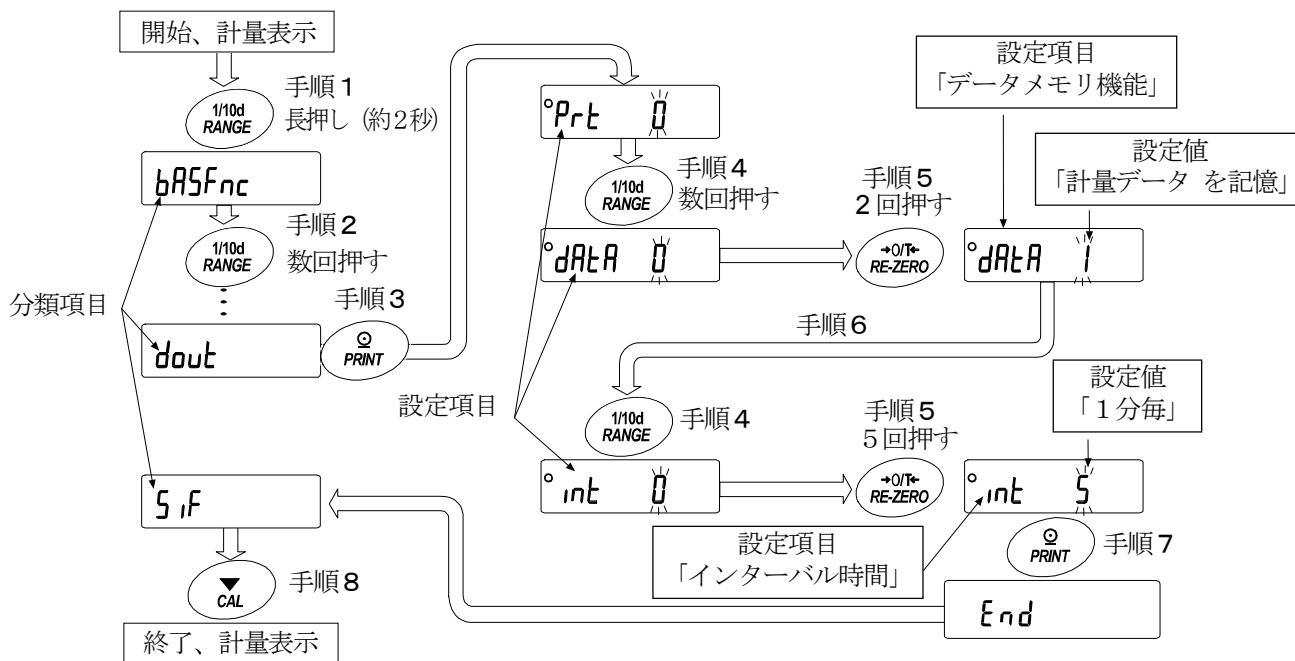 開始、計量表示
手順1
長押し（約2秒）
1/10d
RANGE
bASFnc
手順2
数回押す
1/10d
RANGE
分類項目
dout
手順3
PRINT
Prt 0
手順4
数回押す
1/10d
RANGE
dAtA 0
手順5
2回押す
→0/T←
RE-ZERO
設定項目
「データメモリ機能」
設定値
「計量データ を記憶」
dAtA 1
手順6
設定項目
1/10d
RANGE
手順4
int 0
手順5
5回押す
→0/T←
RE-ZERO
設定値
「1分毎」
int 5
設定項目
「インターバル時間」
PRINT
手順7
End
SiF
CAL
手順8
終了、計量表示